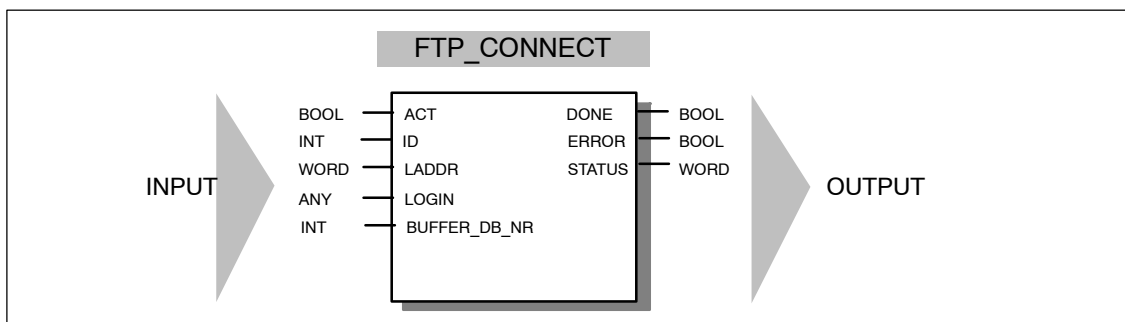 FTP_CONNECT
BOOL ACT DONE BOOL
INT ID ERROR BOOL
WORD LADDR STATUS WORD
INPUT ANY LOGIN OUTPUT
INT BUFFER_DB_NR